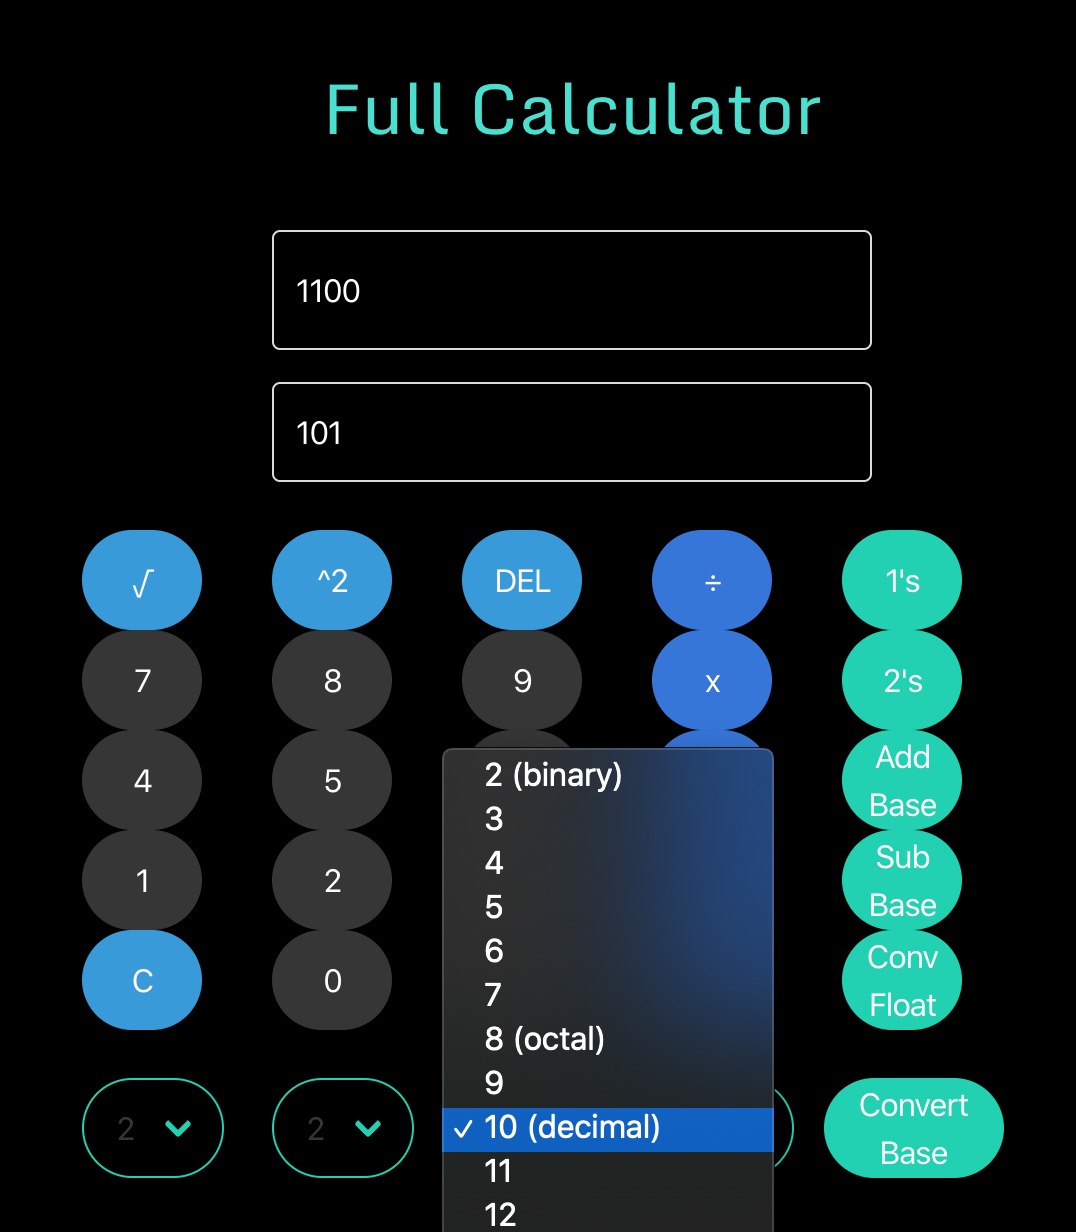 Full Calculator
1100
101
√ ^2 DEL ÷ 1's
7 8 9 x 2's
4 5 Add
Base
1 2 Sub
Base
C 0 Conv
Float
2 (binary)
3
4
5
6
7
8 (octal)
9
✓ 10 (decimal)
11
12
2 2 Convert
Base